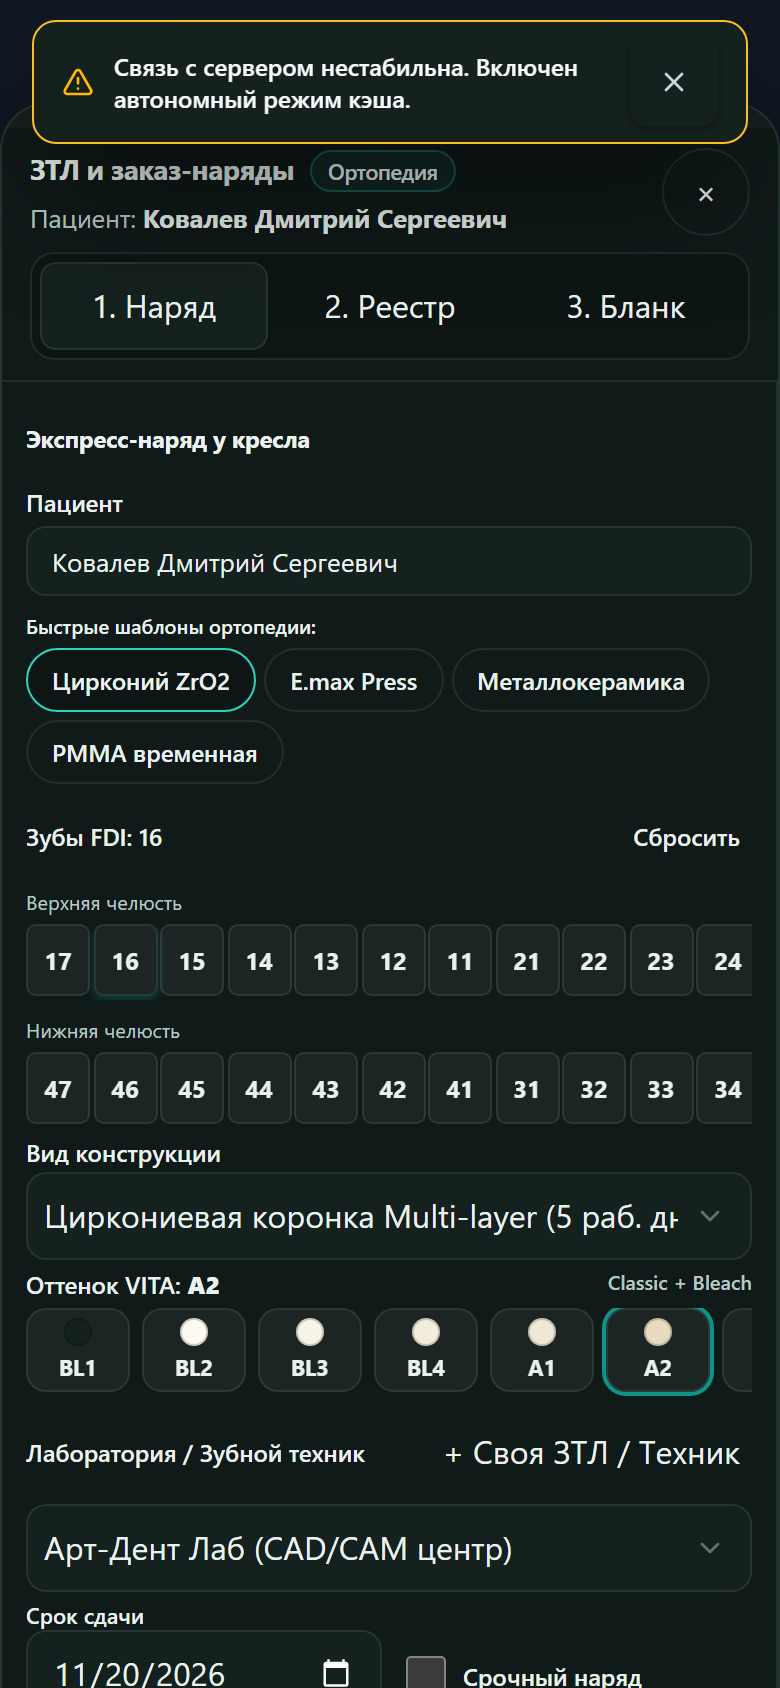 Связь с сервером нестабильна. Включен
автономный режим кэша.
ЗТЛ и заказ-наряды
Ортопедия
Пациент: Ковалев Дмитрий Сергеевич
1. Наряд
2. Реестр
3. Бланк
Экспресс-наряд у кресла
Пациент
Ковалев Дмитрий Сергеевич
Быстрые шаблоны ортопедии:
Цирконий ZrO2
E.max Press
Металлокерамика
PMMA временная
Зубы FDI: 16
Сбросить
Верхняя челюсть
17 16 15 14 13 12 11 21 22 23 24
Нижняя челюсть
47 46 45 44 43 42 41 31 32 33 34
Вид конструкции
Циркониевая коронка Multi-layer (5 раб. дн
Оттенок VITA: A2
Classic + Bleach
BL1 BL2 BL3 BL4 A1 A2
Лаборатория / Зубной техник
+ Своя ЗТЛ / Техник
Арт-Дент Лаб (CAD/CAM центр)
Срок сдачи
11/20/2026
Срочный наряд